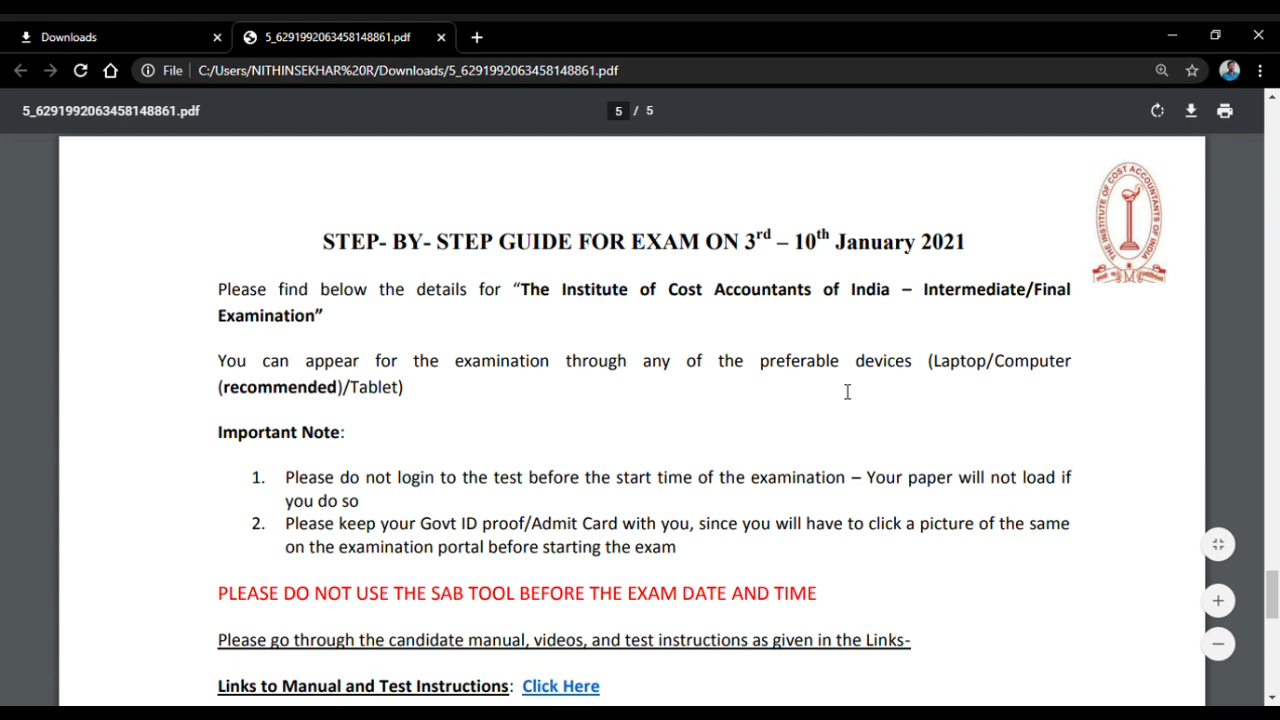 Downloads
5_6291992063458148861.pdf
File
C:/Users/NITHINSEKHAR%20R/Downloads/5_6291992063458148861.pdf
5_6291992063458148861.pdf
5 / 5
THE INSTITUTE OF COST ACCOUNTANTS OF INDIA
STEP- BY- STEP GUIDE FOR EXAM ON 3rd – 10th January 2021
Please find below the details for “The Institute of Cost Accountants of India – Intermediate/Final
Examination”
You can appear for the examination through any of the preferable devices (Laptop/Computer
(recommended)/Tablet)
Important Note:
1. Please do not login to the test before the start time of the examination – Your paper will not load if
you do so
2. Please keep your Govt ID proof/Admit Card with you, since you will have to click a picture of the same
on the examination portal before starting the exam
PLEASE DO NOT USE THE SAB TOOL BEFORE THE EXAM DATE AND TIME
Please go through the candidate manual, videos, and test instructions as given in the Links-
Links to Manual and Test Instructions: Click Here